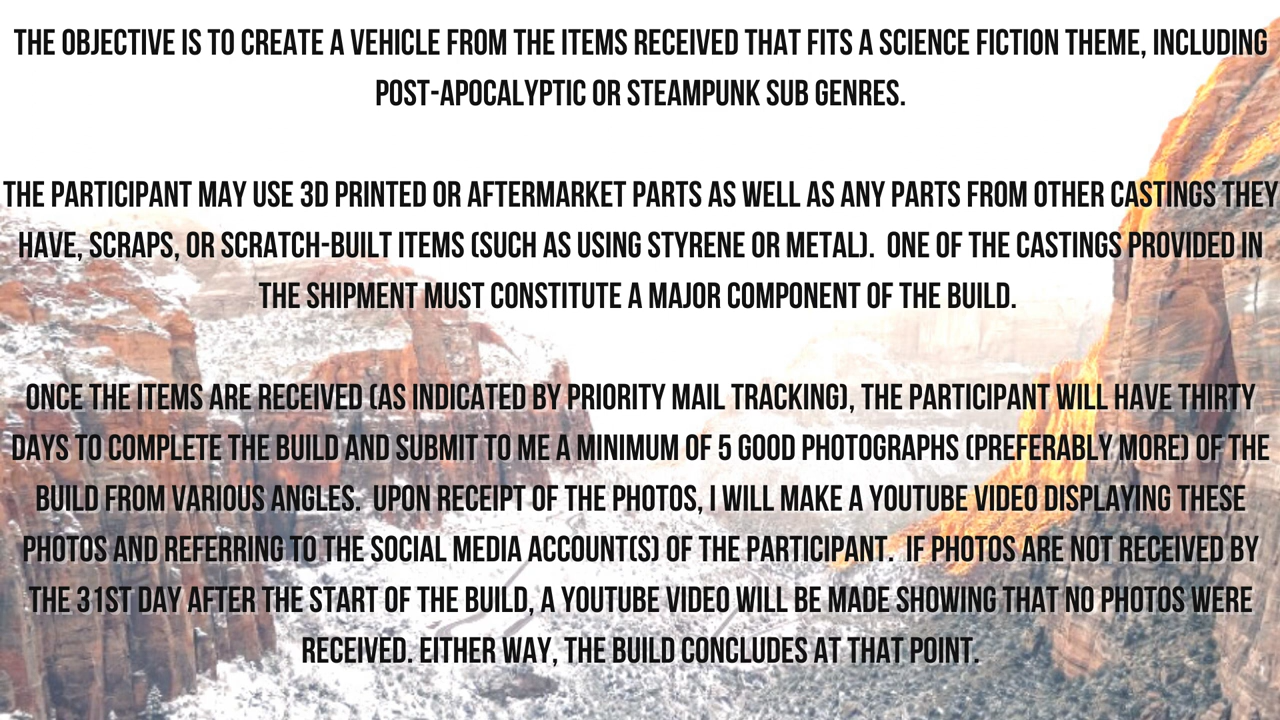 THE OBJECTIVE IS TO CREATE A VEHICLE FROM THE ITEMS RECEIVED THAT FITS A SCIENCE FICTION THEME, INCLUDING
POST-APOCALYPTIC OR STEAMPUNK SUB GENRES.
THE PARTICIPANT MAY USE 3D PRINTED OR AFTERMARKET PARTS AS WELL AS ANY PARTS FROM OTHER CASTINGS THEY
HAVE, SCRAPS, OR SCRATCH-BUILT ITEMS (SUCH AS USING STYRENE OR METAL). ONE OF THE CASTINGS PROVIDED IN
THE SHIPMENT MUST CONSTITUTE A MAJOR COMPONENT OF THE BUILD.
ONCE THE ITEMS ARE RECEIVED (AS INDICATED BY PRIORITY MAIL TRACKING), THE PARTICIPANT WILL HAVE THIRTY
DAYS TO COMPLETE THE BUILD AND SUBMIT TO ME A MINIMUM OF 5 GOOD PHOTOGRAPHS (PREFERABLY MORE) OF THE
BUILD FROM VARIOUS ANGLES. UPON RECEIPT OF THE PHOTOS, I WILL MAKE A YOUTUBE VIDEO DISPLAYING THESE
PHOTOS AND REFERRING TO THE SOCIAL MEDIA ACCOUNT(S) OF THE PARTICIPANT. IF PHOTOS ARE NOT RECEIVED BY
THE 31ST DAY AFTER THE START OF THE BUILD, A YOUTUBE VIDEO WILL BE MADE SHOWING THAT NO PHOTOS WERE
RECEIVED. EITHER WAY, THE BUILD CONCLUDES AT THAT POINT.